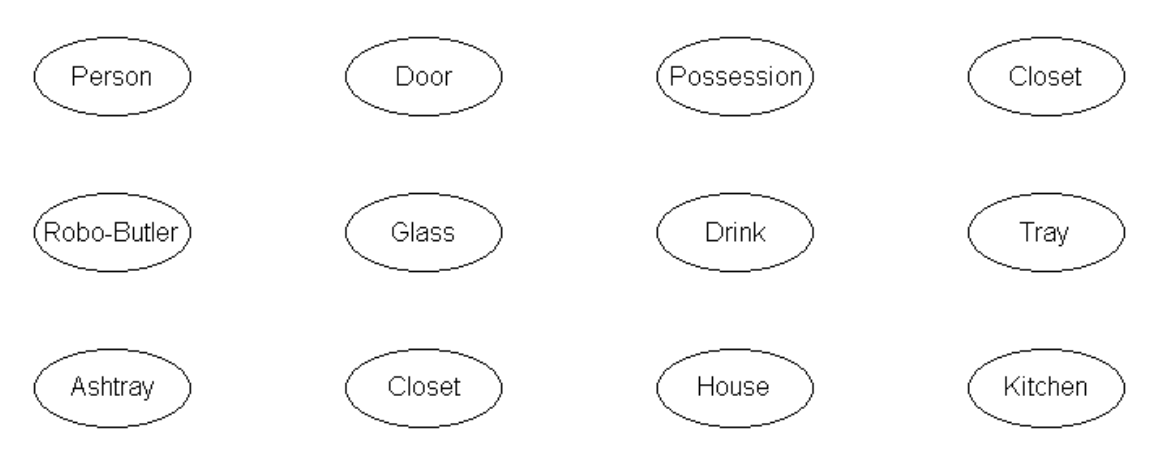 Person Door Possession Closet
Robo-Butler Glass Drink Tray
Ashtray Closet House Kitchen